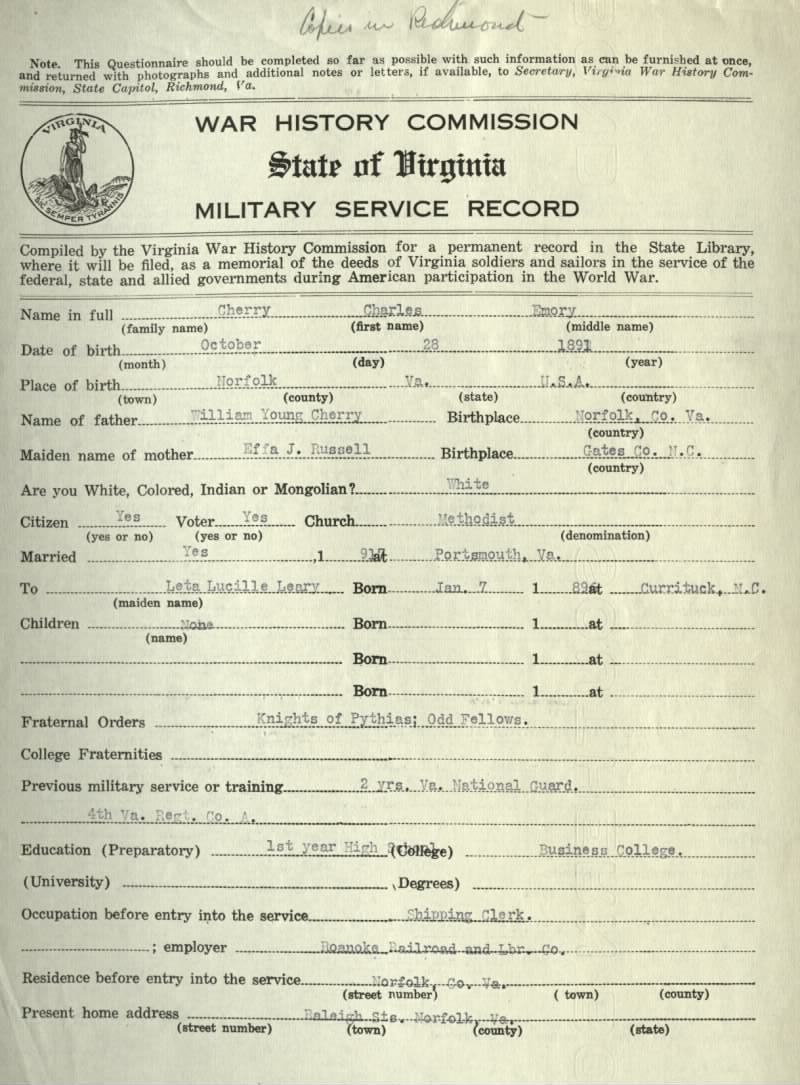 Copies in Richmond
Note. This Questionnaire should be completed so far as possible with such information as can be furnished at once,
and returned with photographs and additional notes or letters, if available, to Secretary, Virginia War History Com-
mission, State Capitol, Richmond, Va.
VIRGINIA
SIC SEMPER TYRANNIS
WAR HISTORY COMMISSION
State of Virginia
MILITARY SERVICE RECORD
Compiled by the Virginia War History Commission for a permanent record in the State Library,
where it will be filed, as a memorial of the deeds of Virginia soldiers and sailors in the service of the
federal, state and allied governments during American participation in the World War.
Name in full Cherry Charles Emory
(family name) (first name) (middle name)
Date of birth October 28 1891
(month) (day) (year)
Place of birth Norfolk Va. U.S.A.
(town) (county) (state) (country)
Name of father William Young Cherry Birthplace Norfolk, Co. Va.
(country)
Maiden name of mother Effa J. Russell Birthplace Gates Co. N.C.
(country)
Are you White, Colored, Indian or Mongolian? White
Citizen Yes Voter Yes Church Methodist
(yes or no) (yes or no) (denomination)
Married Yes ,1 91 at Portsmouth, Va.
To Leta Lucille Leary Born Jan. 7 1 89 at Currituck, N.C.
(maiden name)
Children None Born 1 at
(name)
Born 1 at
Born 1 at
Fraternal Orders Knights of Pythias; Odd Fellows.
College Fraternities
Previous military service or training 2 yrs. Va. National Guard.
4th Va. Regt. Co. A.
Education (Preparatory) 1st year High (College) Business College.
(University) (Degrees)
Occupation before entry into the service Shipping Clerk.
; employer Roanoke Railroad and Lbr. Co.
Residence before entry into the service Norfolk, Co. Va.
(street number) (town) (county)
Present home address Raleigh Sts. Norfolk, Va.
(street number) (town) (county) (state)